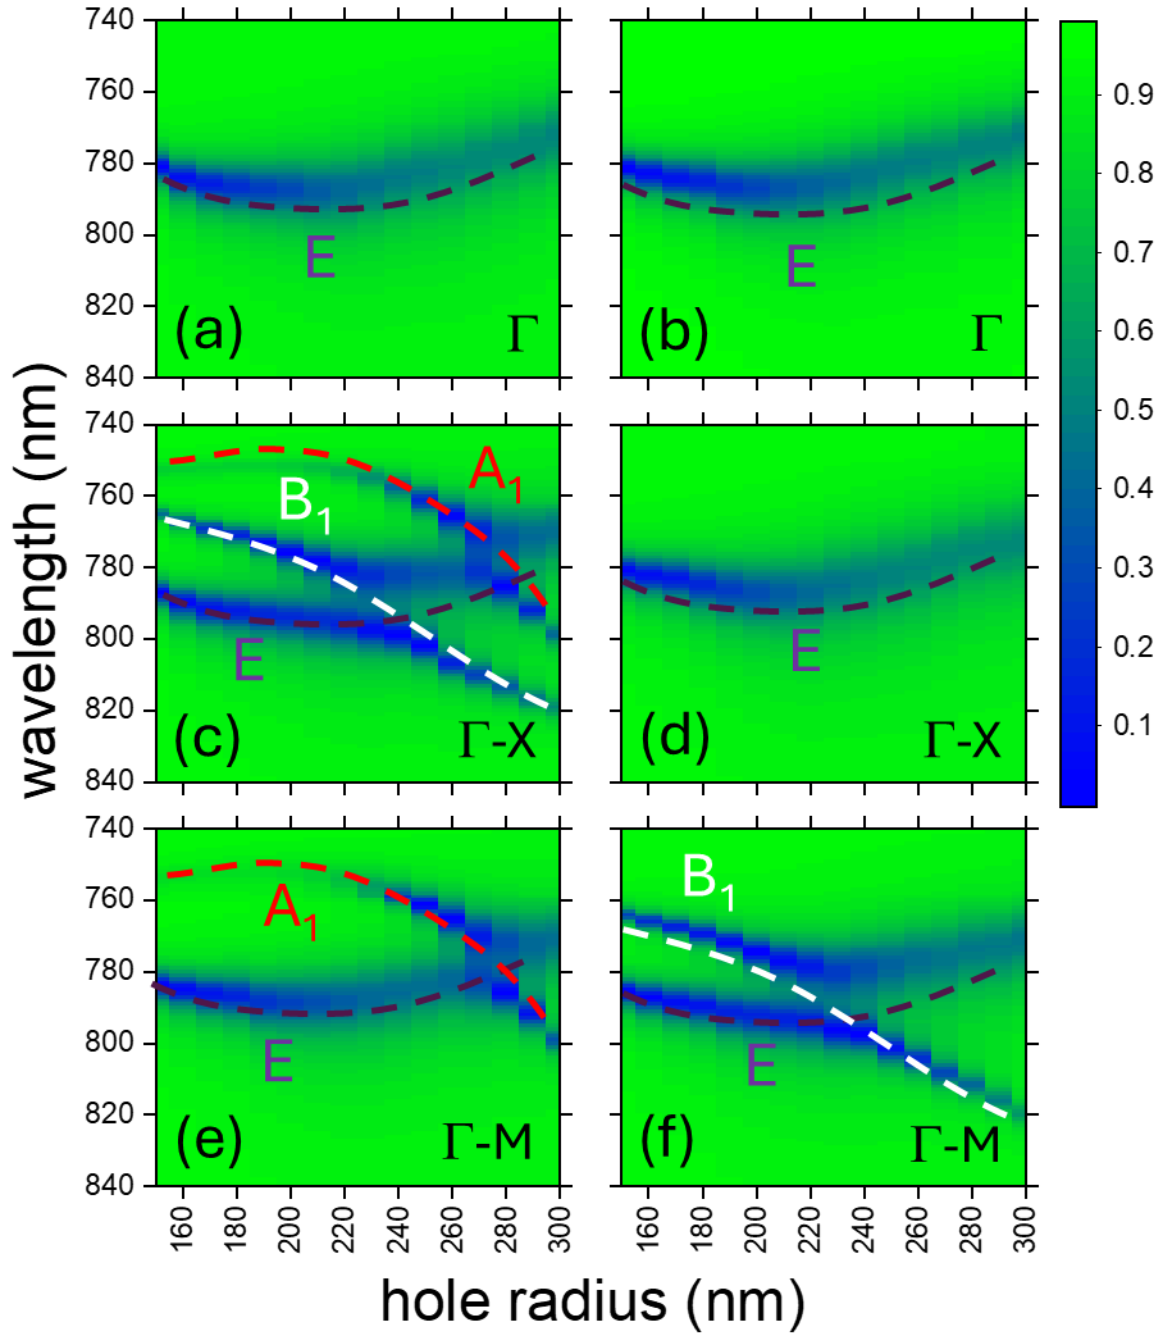 740
760
780
800
820
840
E
(a)
Γ
E
(b)
Γ
0.9
0.8
0.7
0.6
0.5
0.4
0.3
0.2
0.1
wavelength (nm)
740
760
780
800
820
840
A1
B1
E
(c)
Γ-X
E
(d)
Γ-X
740
760
780
800
820
840
A1
E
(e)
Γ-M
B1
E
(f)
Γ-M
160 180 200 220 240 260 280 300
160 180 200 220 240 260 280 300
hole radius (nm)